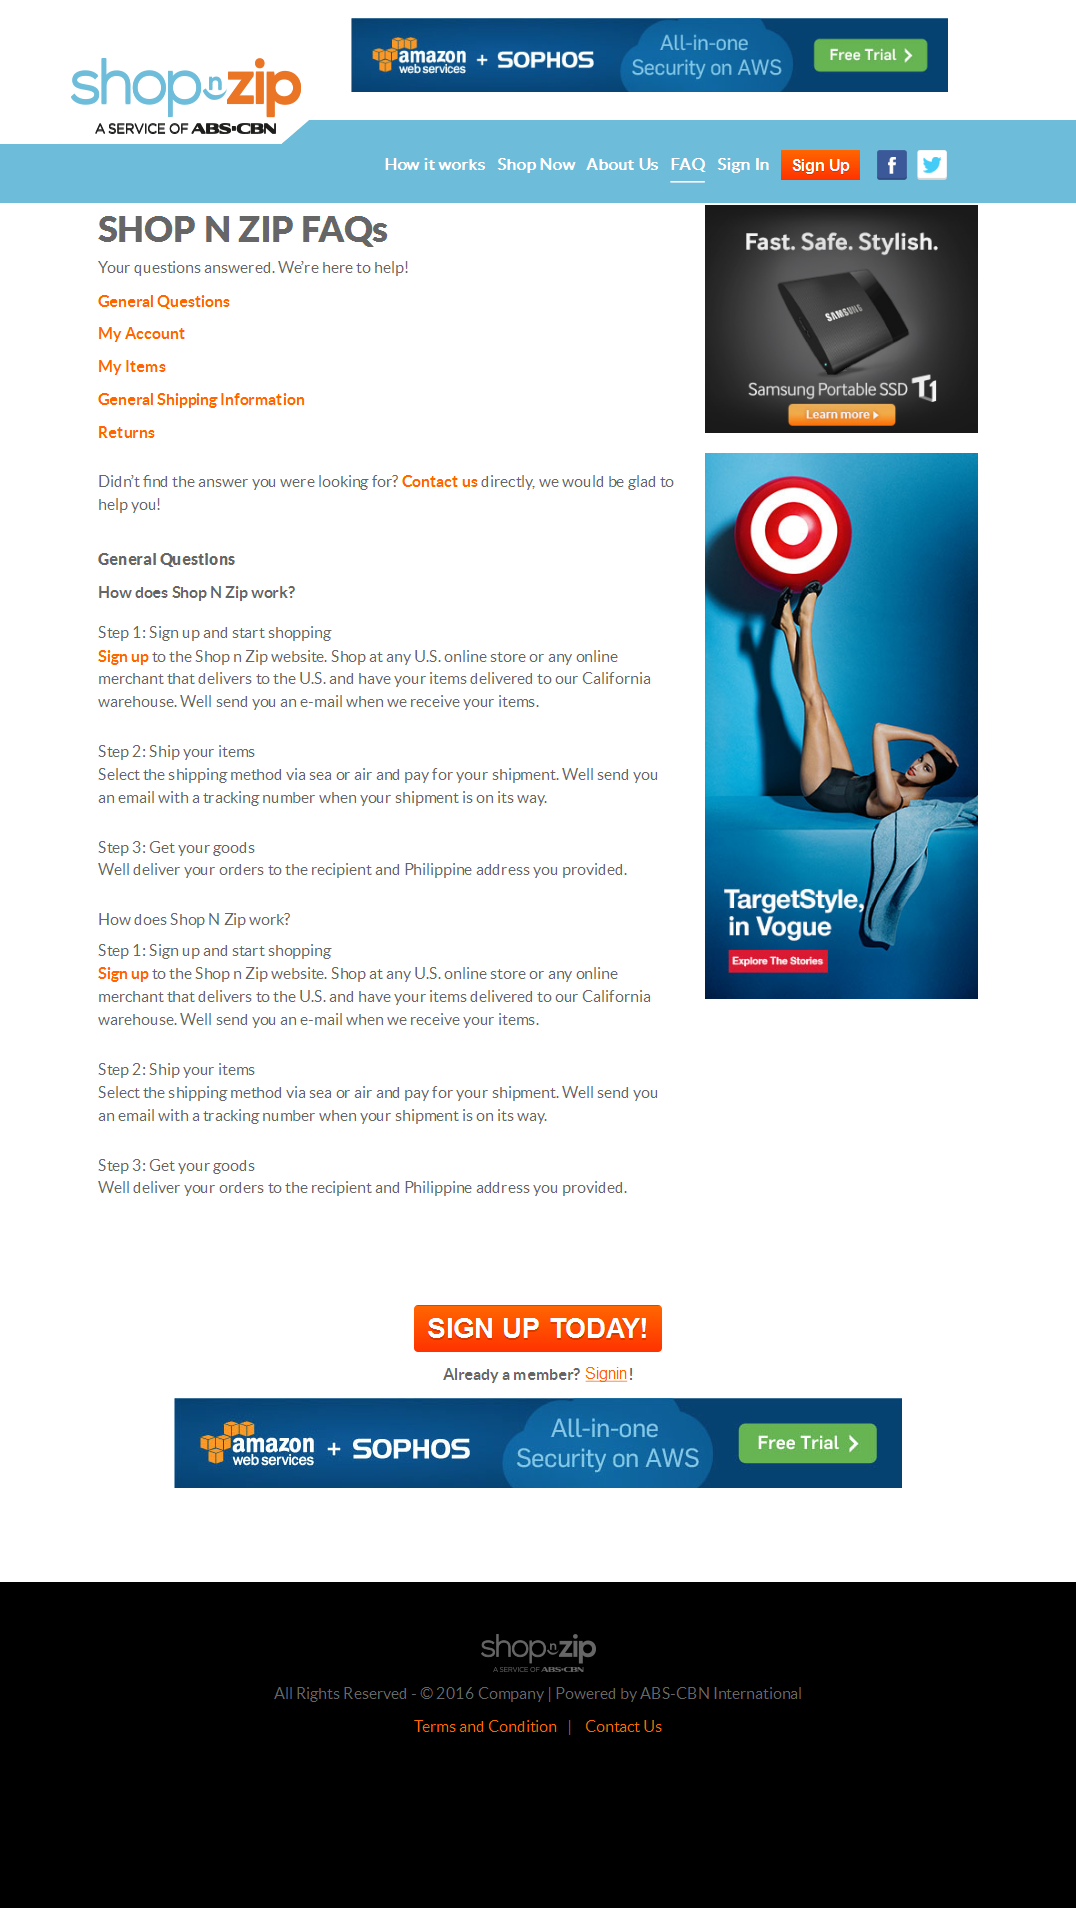 amazon
web services
+ SOPHOS
All-in-one
Security on AWS
Free Trial
shop n zip
A SERVICE OF ABS-CBN
How it works Shop Now About Us FAQ Sign In Sign Up f
SHOP N ZIP FAQs
Your questions answered. We're here to help!
General Questions
My Account
My Items
General Shipping Information
Returns
Didn't find the answer you were looking for? Contact us directly, we would be glad to
help you!
General Questions
How does Shop N Zip work?
Step 1: Sign up and start shopping
Sign up to the Shop n Zip website. Shop at any U.S. online store or any online
merchant that delivers to the U.S. and have your items delivered to our California
warehouse. Well send you an e-mail when we receive your items.
Step 2: Ship your items
Select the shipping method via sea or air and pay for your shipment. Well send you
an email with a tracking number when your shipment is on its way.
Step 3: Get your goods
Well deliver your orders to the recipient and Philippine address you provided.
How does Shop N Zip work?
Step 1: Sign up and start shopping
Sign up to the Shop n Zip website. Shop at any U.S. online store or any online
merchant that delivers to the U.S. and have your items delivered to our California
warehouse. Well send you an e-mail when we receive your items.
Step 2: Ship your items
Select the shipping method via sea or air and pay for your shipment. Well send you
an email with a tracking number when your shipment is on its way.
Step 3: Get your goods
Well deliver your orders to the recipient and Philippine address you provided.
Fast. Safe. Stylish.
SAMSUNG
Samsung Portable SSD T1
Learn more
TargetStyle,
in Vogue
Explore The Stories
SIGN UP TODAY!
Already a member? Signin!
amazon
web services
+ SOPHOS
All-in-one
Security on AWS
Free Trial
shop n zip
A SERVICE OF ABS-CBN
All Rights Reserved - © 2016 Company | Powered by ABS-CBN International
Terms and Condition | Contact Us